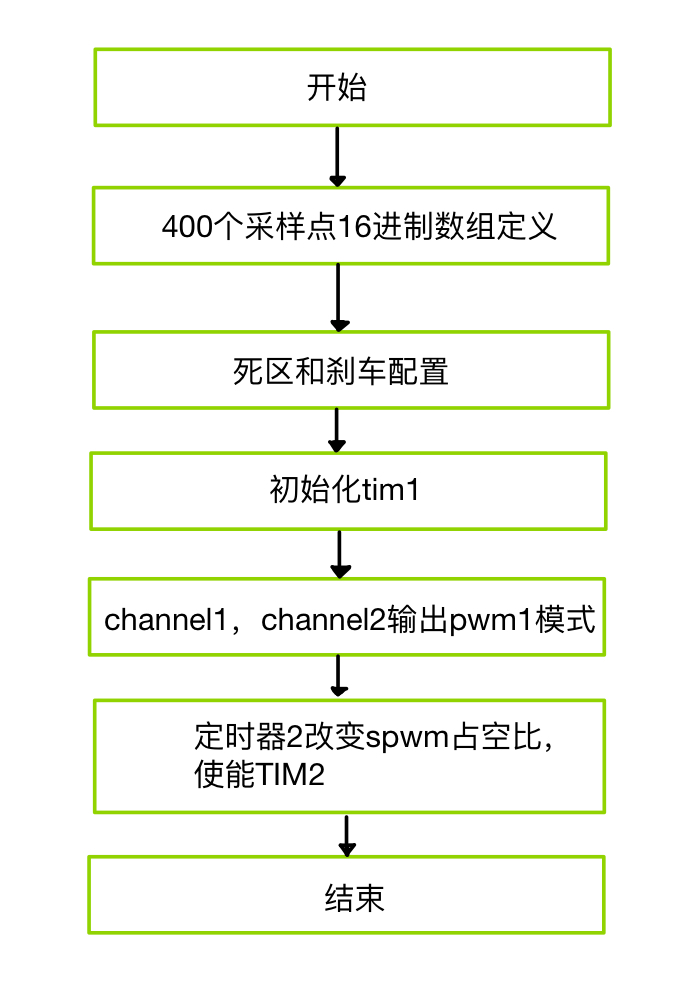 开始
400个采样点16进制数组定义
死区和刹车配置
初始化tim1
channel1，channel2输出pwm1模式
定时器2改变spwm占空比，
使能TIM2
结束